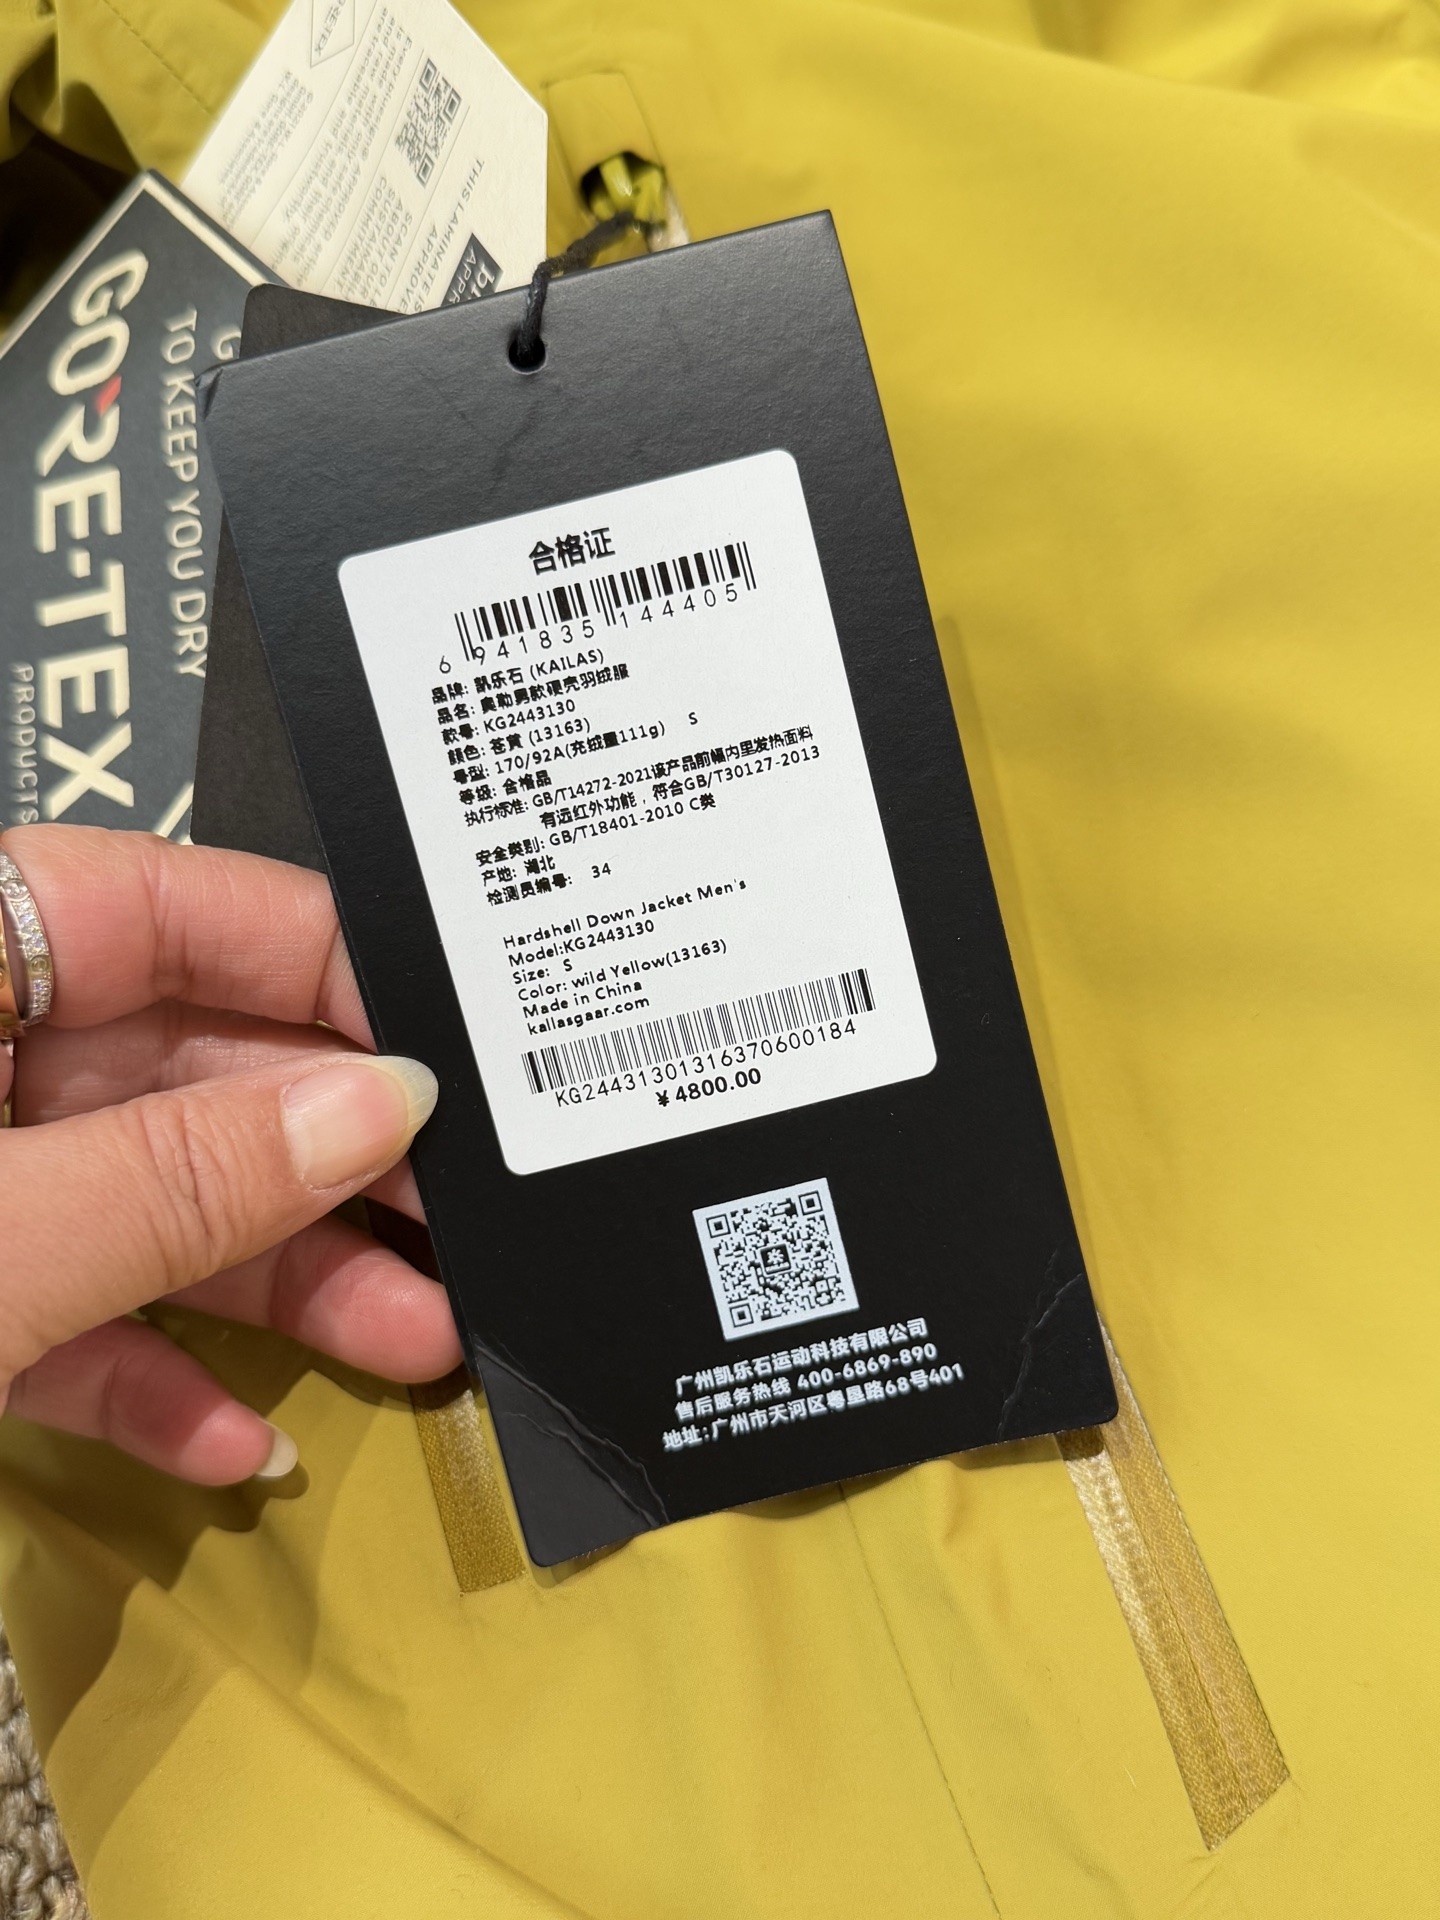 GORE-TEX
PRODUCTS
TO KEEP YOU DRY
THIS LAMINATE IS
合格证
6 941835 144405
品牌: 凯乐石 (KAILAS)
品名: 奥勒男款硬壳羽绒服
款号: KG2443130
颜色: 苍黄 (13163)
号型: 170/92A(充绒量111g) S
等级: 合格品
执行标准: GB/T14272-2021该产品前幅内里发热面料
有远红外功能，符合GB/T30127-2013
安全类别: GB/T18401-2010 C类
产地: 湖北
检测员编号: 34
Hardshell Down Jacket Men's
Model:KG2443130
Size: S
Color: wild Yellow(13163)
Made in China
kallasgaar.com
KG24431301316370600184
¥ 4800.00
广州凯乐石运动科技有限公司
售后服务热线 400-6869-890
地址:广州市天河区粤垦路68号401